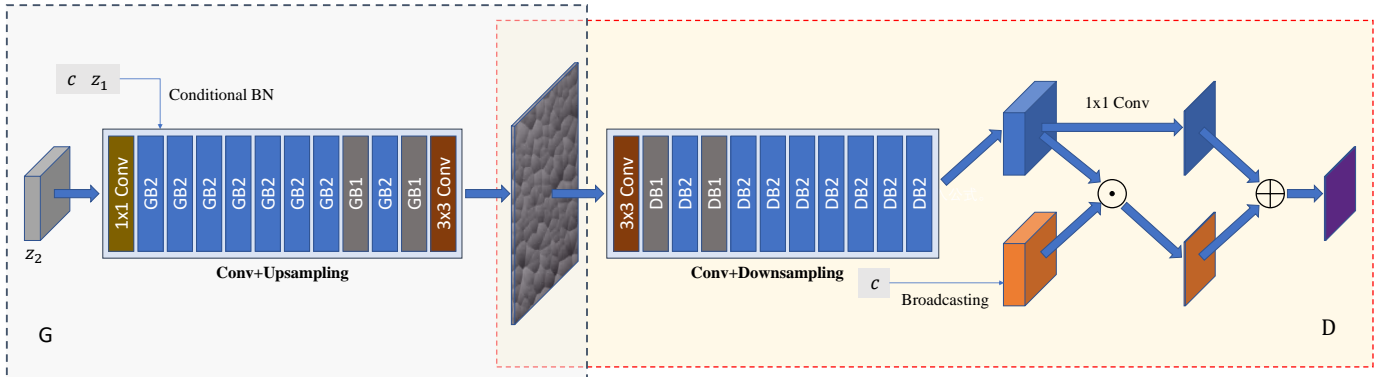 c z₁
Conditional BN
z₂
1x1 Conv
GB2
GB2
GB2
GB2
GB2
GB2
GB2
GB1
GB2
GB1
3x3 Conv
Conv+Upsampling
G
3x3 Conv
DB1
DB2
DB1
DB2
DB2
DB2
DB2
DB2
DB2
DB2
Conv+Downsampling
c
Broadcasting
1x1 Conv
D